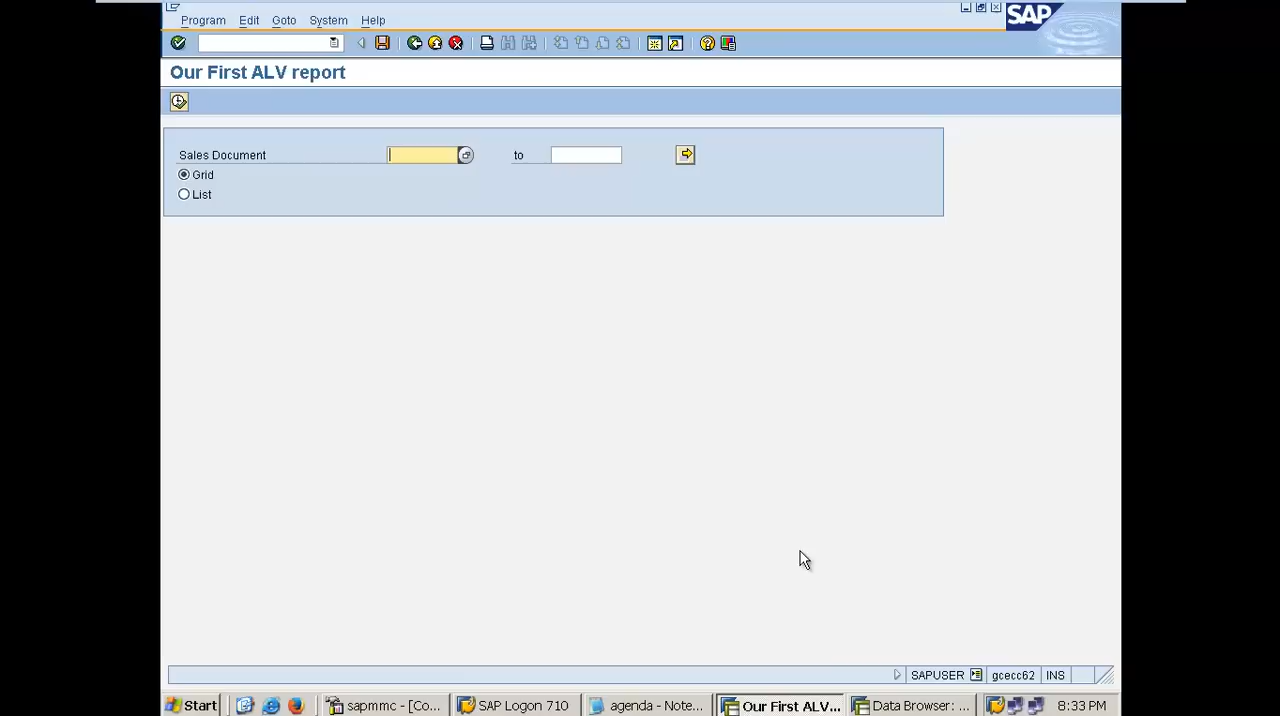 Program Edit Goto System Help
SAP
Our First ALV report
Sales Document to
Grid
List
SAPUSER gcecc62 INS
Start sapmmc - [Co... SAP Logon 710 agenda - Note... Our First ALV... Data Browser: ... 8:33 PM